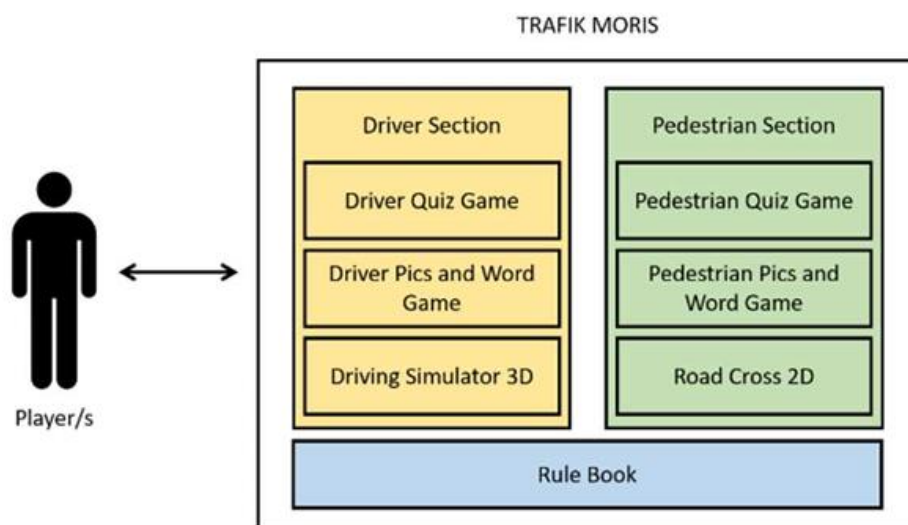 TRAFIK MORIS
Driver Section
Driver Quiz Game
Driver Pics and Word
Game
Driving Simulator 3D
Pedestrian Section
Pedestrian Quiz Game
Pedestrian Pics and
Word Game
Road Cross 2D
Rule Book
Player/s